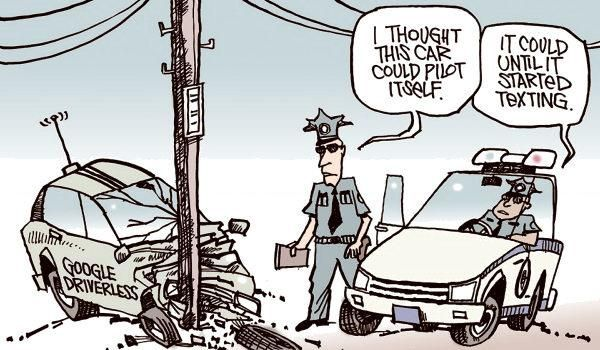 I THOUGHT
THIS CAR
COULD PILOT
ITSELF.
IT COULD
UNTIL IT
STARTED
TEXTING.
GOOGLE
DRIVERLESS